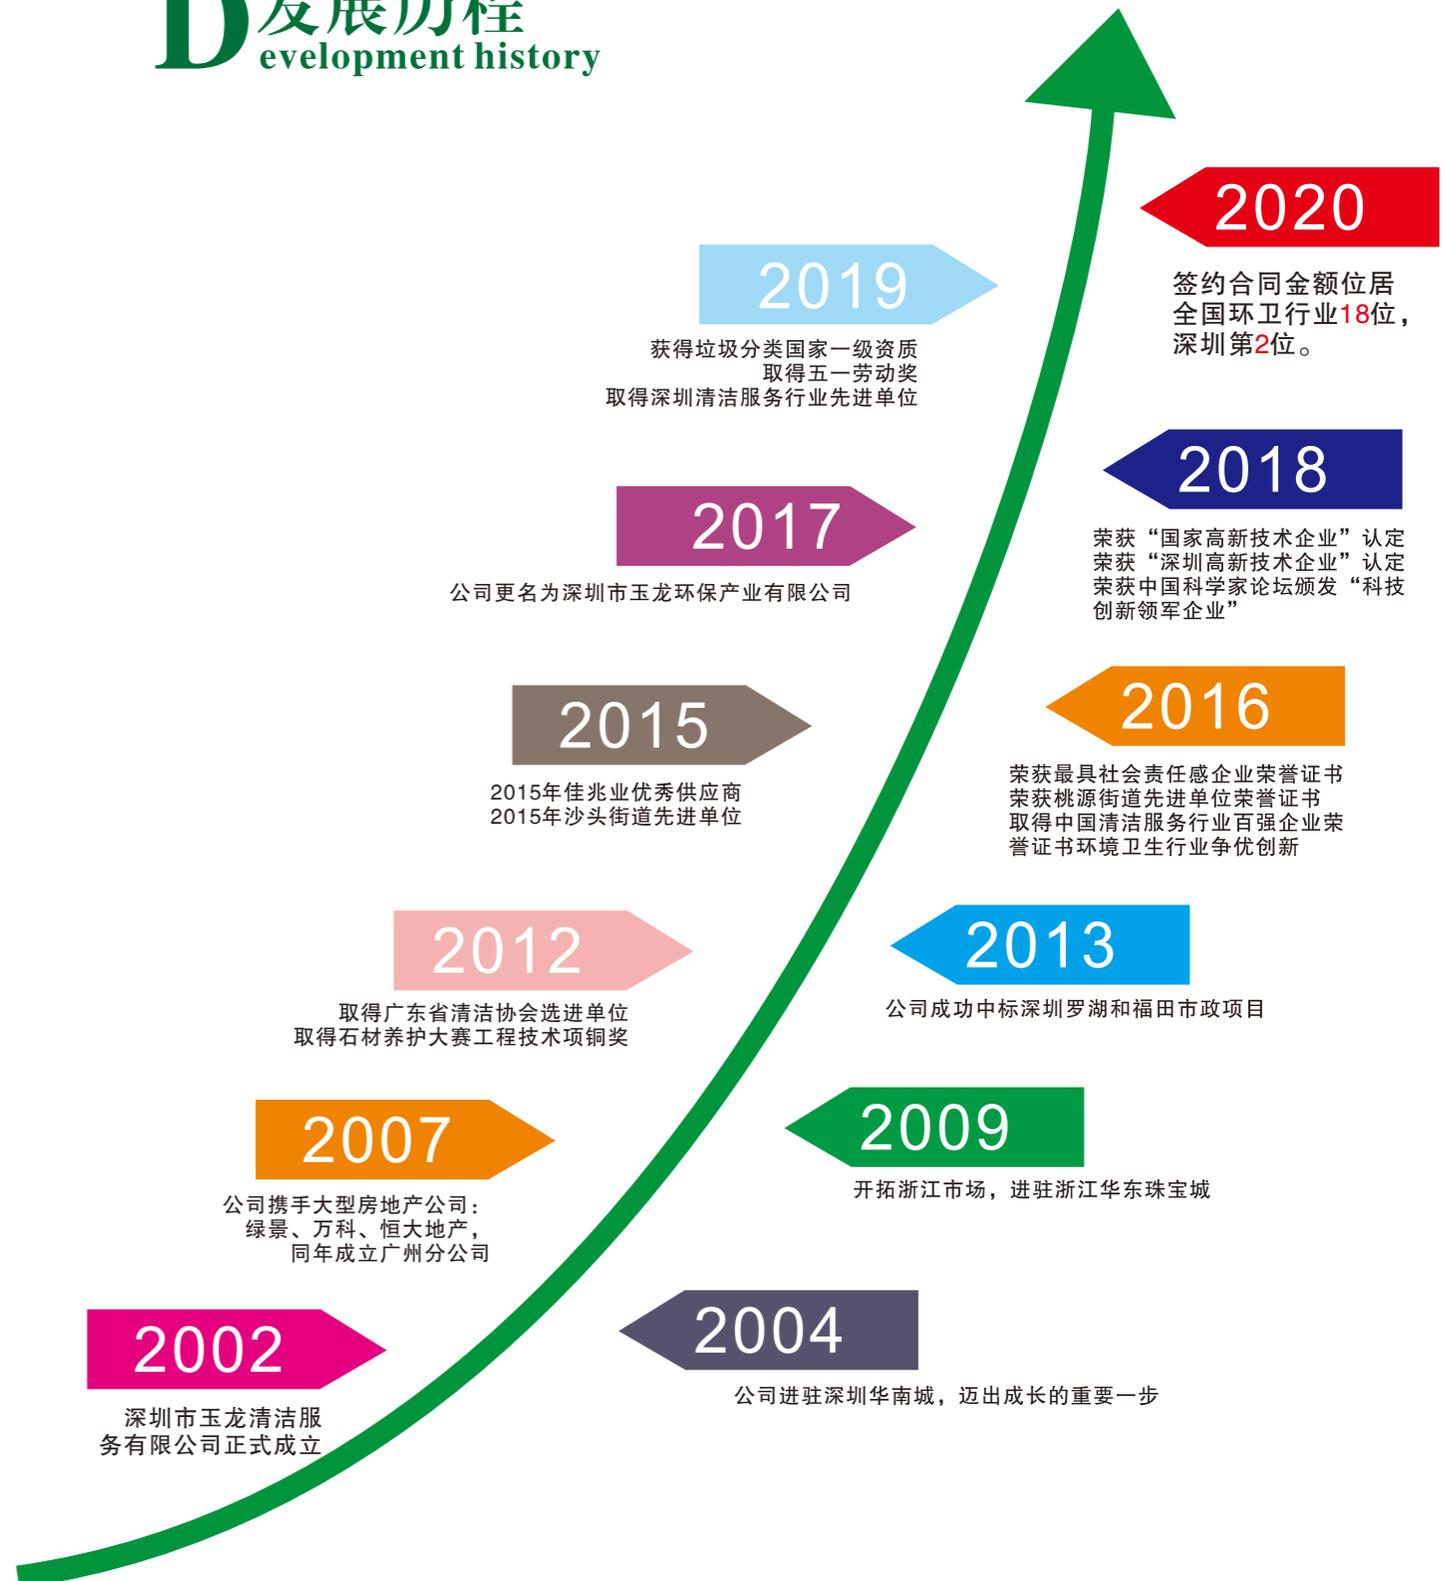 发展历程
Development history
2020
签约合同金额位居
全国环卫行业18位，
深圳第2位。
2019
获得垃圾分类国家一级资质
取得五一劳动奖
取得深圳清洁服务行业先进单位
2018
荣获“国家高新技术企业”认定
荣获“深圳高新技术企业”认定
荣获中国科学家论坛颁发“科技
创新领军企业”
2017
公司更名为深圳市玉龙环保产业有限公司
2016
荣获最具社会责任感企业荣誉证书
荣获桃源街道先进单位荣誉证书
取得中国清洁服务行业百强企业荣
誉证书环境卫生行业争优创新
2015
2015年佳兆业优秀供应商
2015年沙头街道先进单位
2013
公司成功中标深圳罗湖和福田市政项目
2012
取得广东省清洁协会选进单位
取得石材养护大赛工程技术项铜奖
2009
开拓浙江市场，进驻浙江华东珠宝城
2007
公司携手大型房地产公司：
绿景、万科、恒大地产，
同年成立广州分公司
2004
公司进驻深圳华南城，迈出成长的重要一步
2002
深圳市玉龙清洁服
务有限公司正式成立